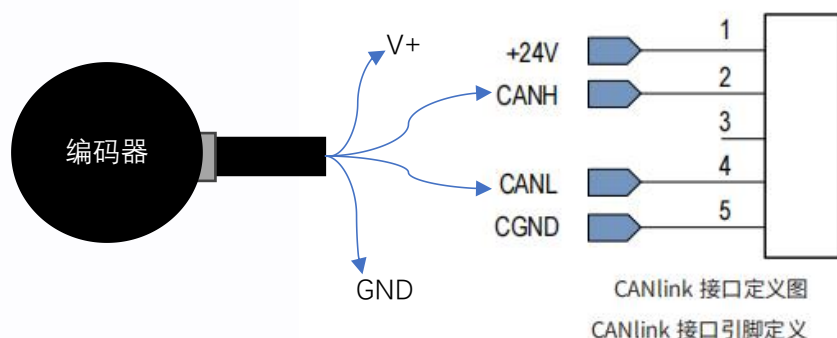 编码器
V+
GND
+24V
CANH
CANL
CGND
1
2
3
4
5
CANlink 接口定义图
CANlink 接口引脚定义